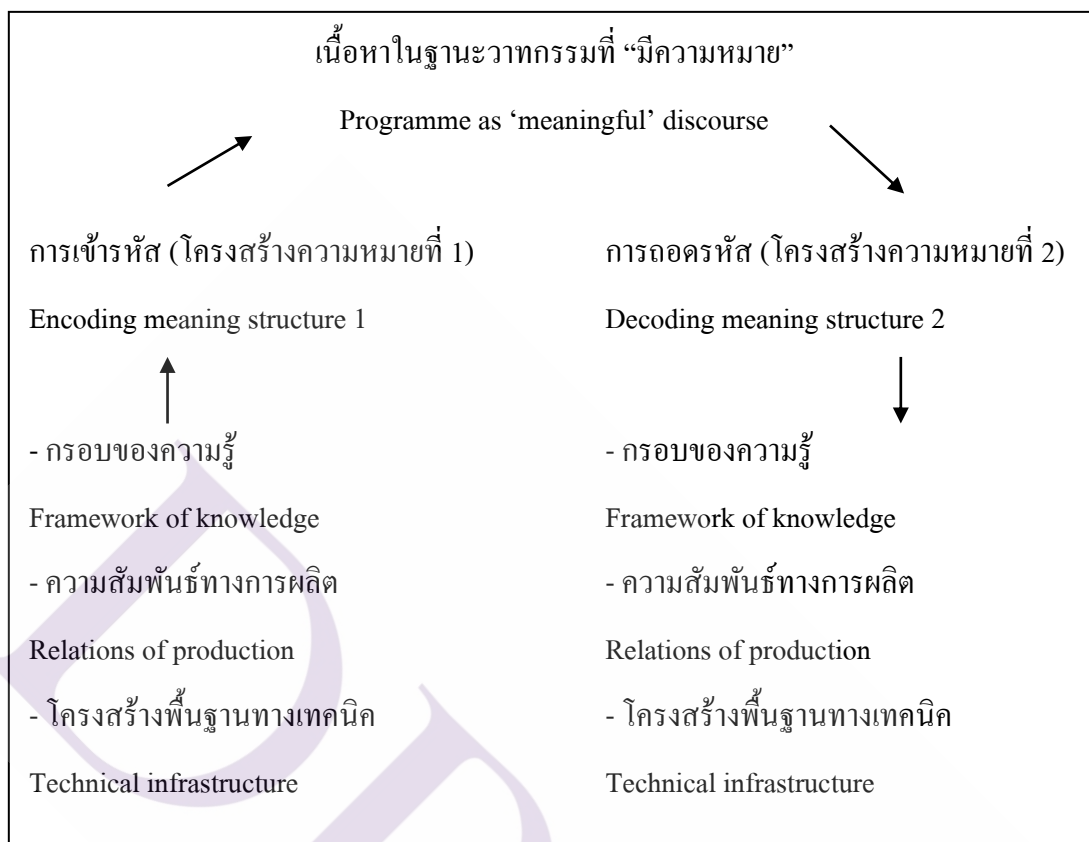 เนื้อหาในฐานะวาทกรรมที่ “มีความหมาย”
Programme as ‘meaningful’ discourse
การเข้ารหัส (โครงสร้างความหมายที่ 1)
Encoding meaning structure 1
- กรอบของความรู้
Framework of knowledge
- ความสัมพันธ์ทางการผลิต
Relations of production
- โครงสร้างพื้นฐานทางเทคนิค
Technical infrastructure
การถอดรหัส (โครงสร้างความหมายที่ 2)
Decoding meaning structure 2
- กรอบของความรู้
Framework of knowledge
- ความสัมพันธ์ทางการผลิต
Relations of production
- โครงสร้างพื้นฐานทางเทคนิค
Technical infrastructure